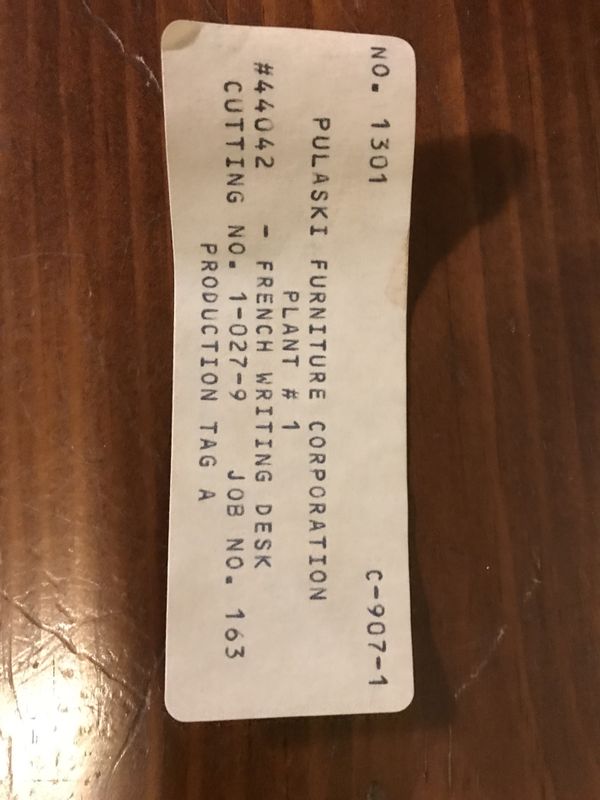 NO. 1301 C-907-1
PULASKI FURNITURE CORPORATION
PLANT # 1
#44042 - FRENCH WRITING DESK
CUTTING NO. 1-027-9 JOB NO. 163
PRODUCTION TAG A